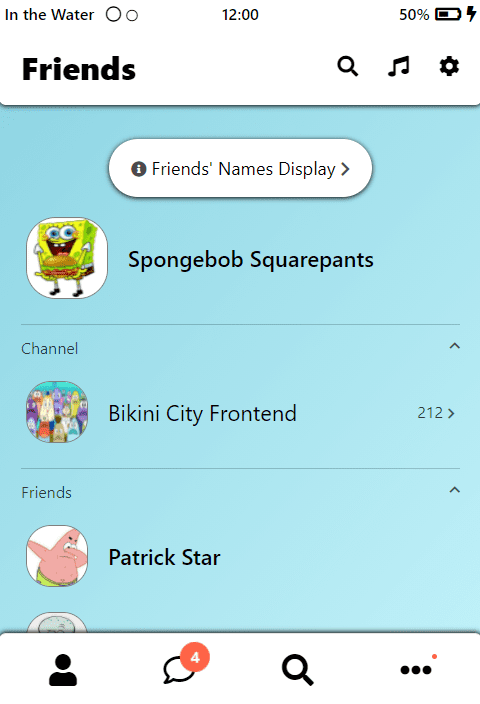 In the Water 12:00 50%
Friends
Friends' Names Display
Spongebob Squarepants
Channel
Bikini City Frontend 212
Friends
Patrick Star
4